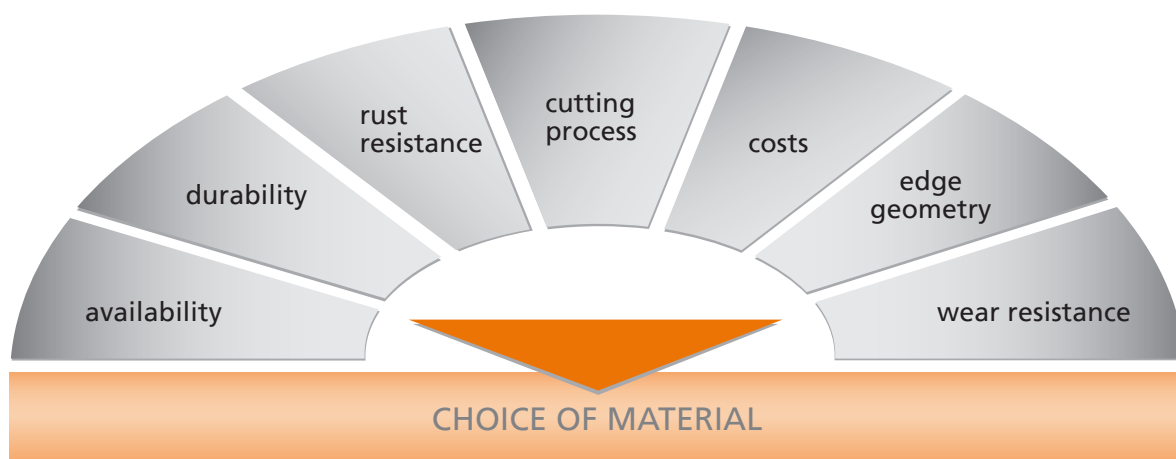 availability
durability
rust
resistance
cutting
process
costs
edge
geometry
wear resistance
CHOICE OF MATERIAL